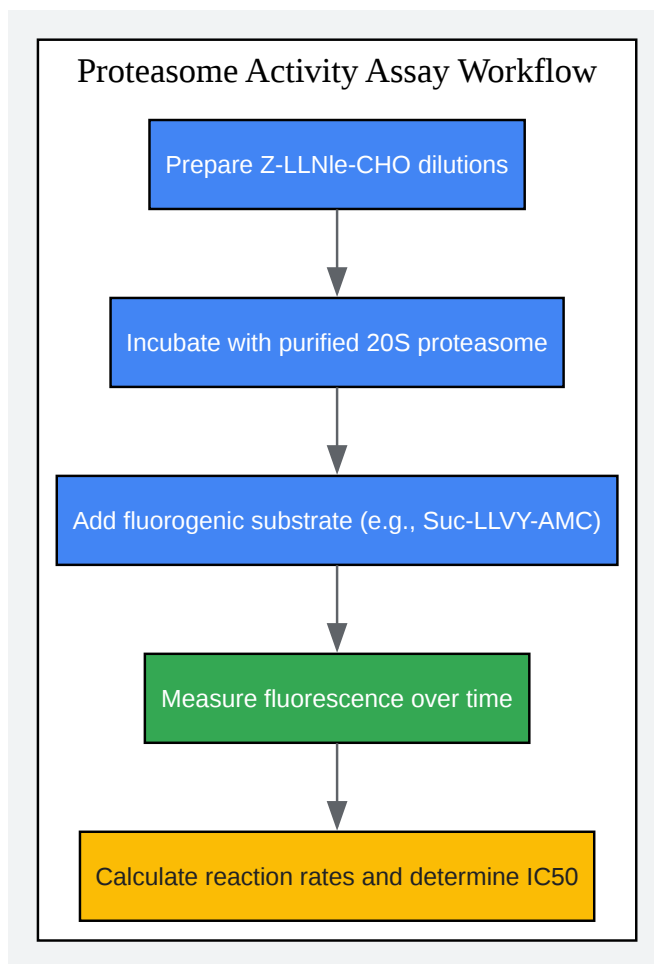 Proteasome Activity Assay Workflow
Prepare Z-LLNle-CHO dilutions
Incubate with purified 20S proteasome
Add fluorogenic substrate (e.g., Suc-LLVY-AMC)
Measure fluorescence over time
Calculate reaction rates and determine IC50